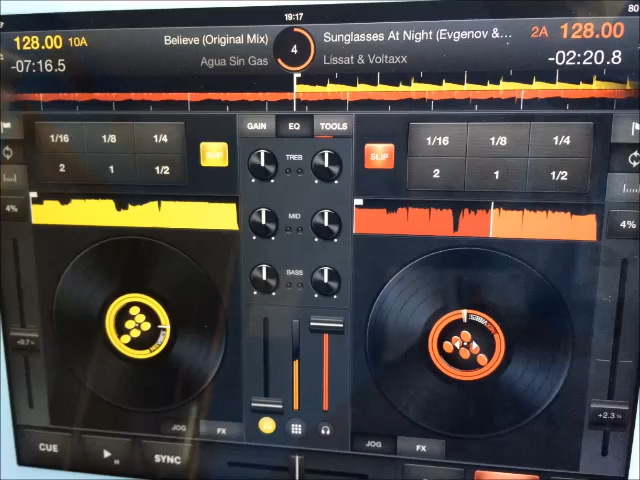 19:17
80
128.00 10A
Believe (Original Mix)
4
Sunglasses At Night (Evgenov &...
2A 128.00
-07:16.5
Agua Sin Gas
Lissat & Voltaxx
-02:20.8
1/16 1/8 1/4
2 1 1/2
GAIN EQ TOOLS
SLIP
1/16 1/8 1/4
2 1 1/2
TREB
4%
MID
4%
BASS
+0.7
+2.3
JOG FX
JOG FX
CUE
SYNC